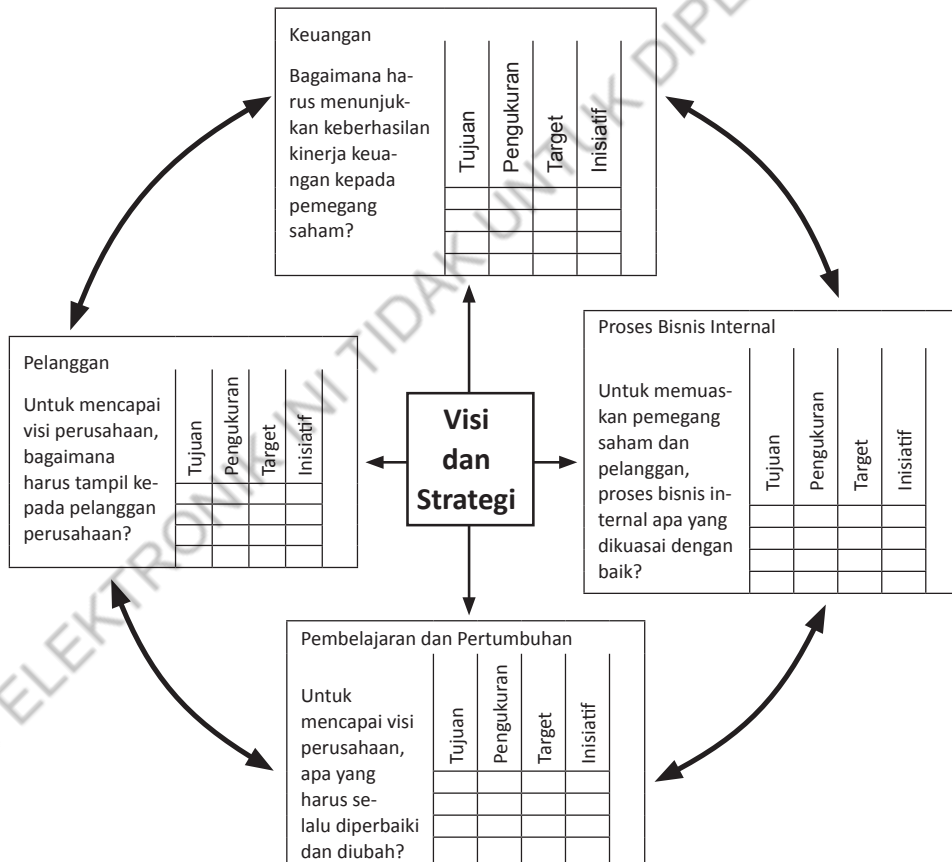 Keuangan
Bagaimana ha-
rus menunjuk-
kan keberhasilan
kinerja keua-
ngan kepada
pemegang
saham?
Tujuan
Pengukuran
Target
Inisiatif
Pelanggan
Untuk mencapai
visi perusahaan,
bagaimana
harus tampil ke-
pada pelanggan
perusahaan?
Tujuan
Pengukuran
Target
Inisiatif
Visi
dan
Strategi
Proses Bisnis Internal
Untuk memuas-
kan pemegang
saham dan
pelanggan,
proses bisnis in-
ternal apa yang
dikuasai dengan
baik?
Tujuan
Pengukuran
Target
Inisiatif
Pembelajaran dan Pertumbuhan
Untuk
mencapai visi
perusahaan,
apa yang
harus se-
lalu diperbaiki
dan diubah?
Tujuan
Pengukuran
Target
Inisiatif
ELEKTRONIK INI TIDAK UNTUK